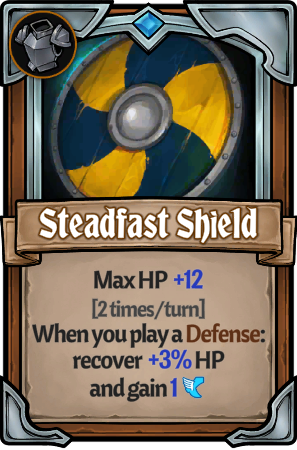 Steadfast Shield
Max HP +12
[2 times/turn]
When you play a Defense:
recover +3% HP
and gain 1